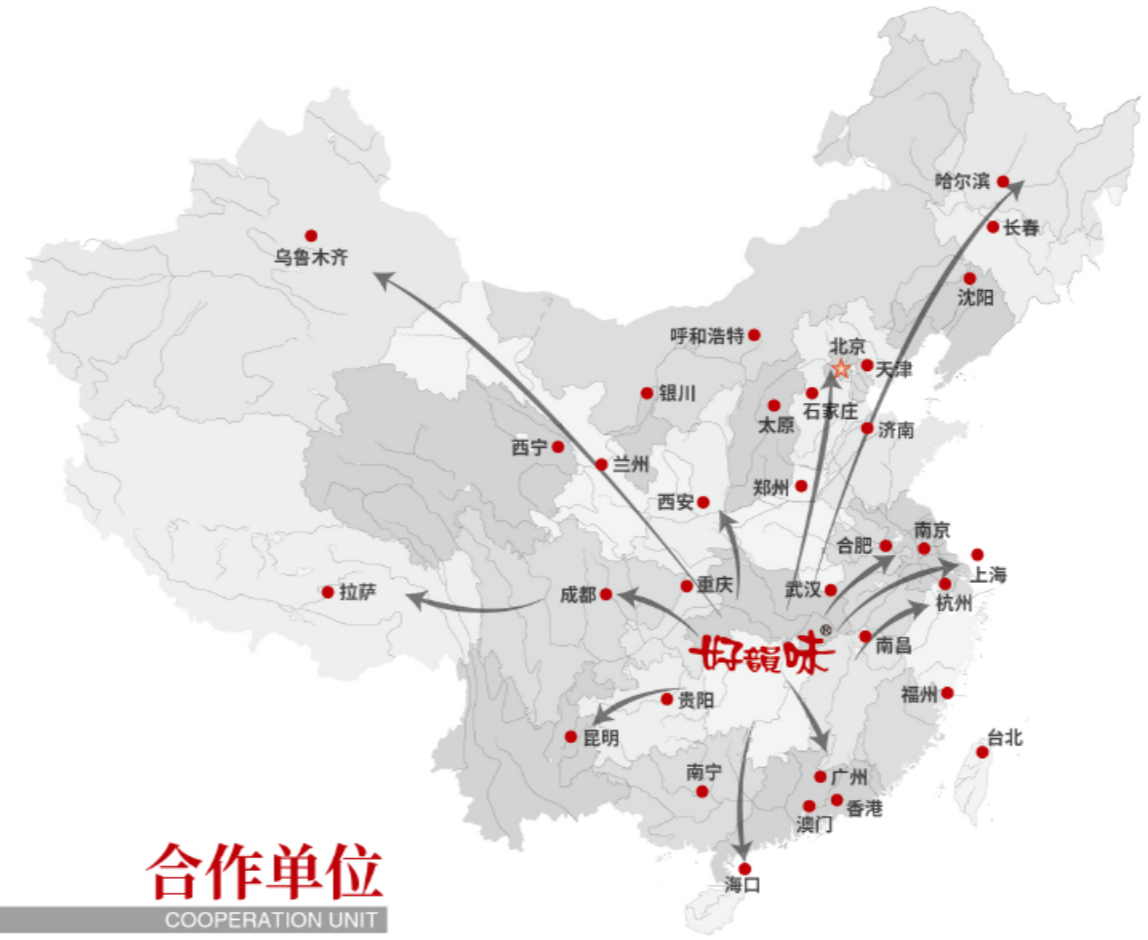 哈尔滨
长春
乌鲁木齐
沈阳
呼和浩特
北京
天津
银川
石家庄
太原
济南
西宁
兰州
郑州
西安
南京
合肥
上海
重庆
武汉
拉萨
成都
杭州
好韻味®
南昌
福州
贵阳
昆明
台北
南宁
广州
香港
澳门
海口
合作单位
COOPERATION UNIT